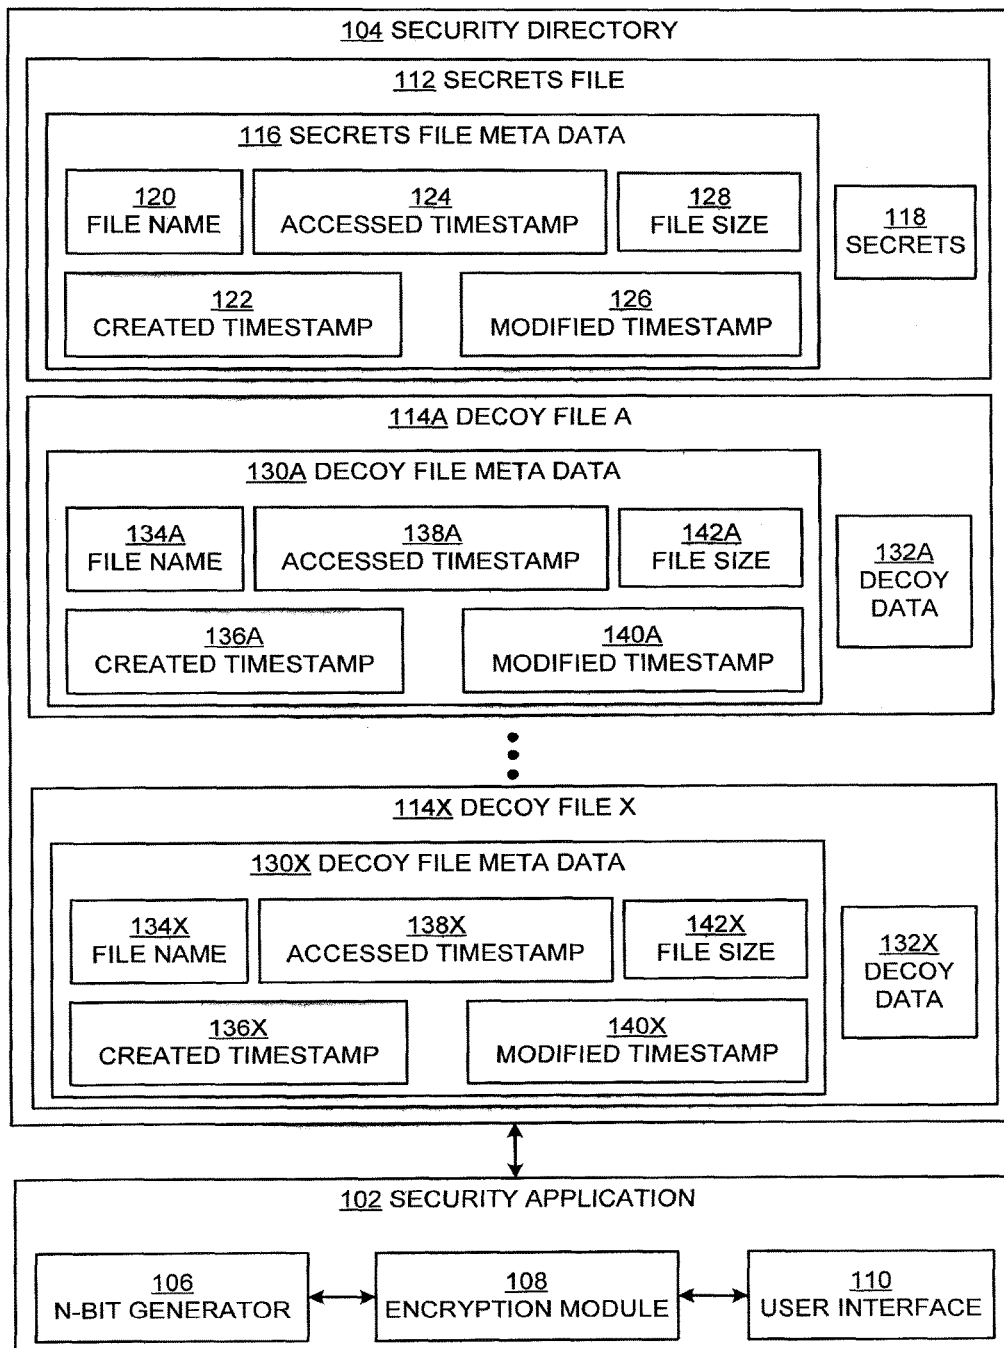 104 SECURITY DIRECTORY
112 SECRETS FILE
116 SECRETS FILE META DATA
120
FILE NAME
124
ACCESSED TIMESTAMP
128
FILE SIZE
118
SECRETS
122
CREATED TIMESTAMP
126
MODIFIED TIMESTAMP
114A DECOY FILE A
130A DECOY FILE META DATA
134A
FILE NAME
138A
ACCESSED TIMESTAMP
142A
FILE SIZE
132A
DECOY
DATA
136A
CREATED TIMESTAMP
140A
MODIFIED TIMESTAMP
114X DECOY FILE X
130X DECOY FILE META DATA
134X
FILE NAME
138X
ACCESSED TIMESTAMP
142X
FILE SIZE
132X
DECOY
DATA
136X
CREATED TIMESTAMP
140X
MODIFIED TIMESTAMP
102 SECURITY APPLICATION
106
N-BIT GENERATOR
108
ENCRYPTION MODULE
110
USER INTERFACE